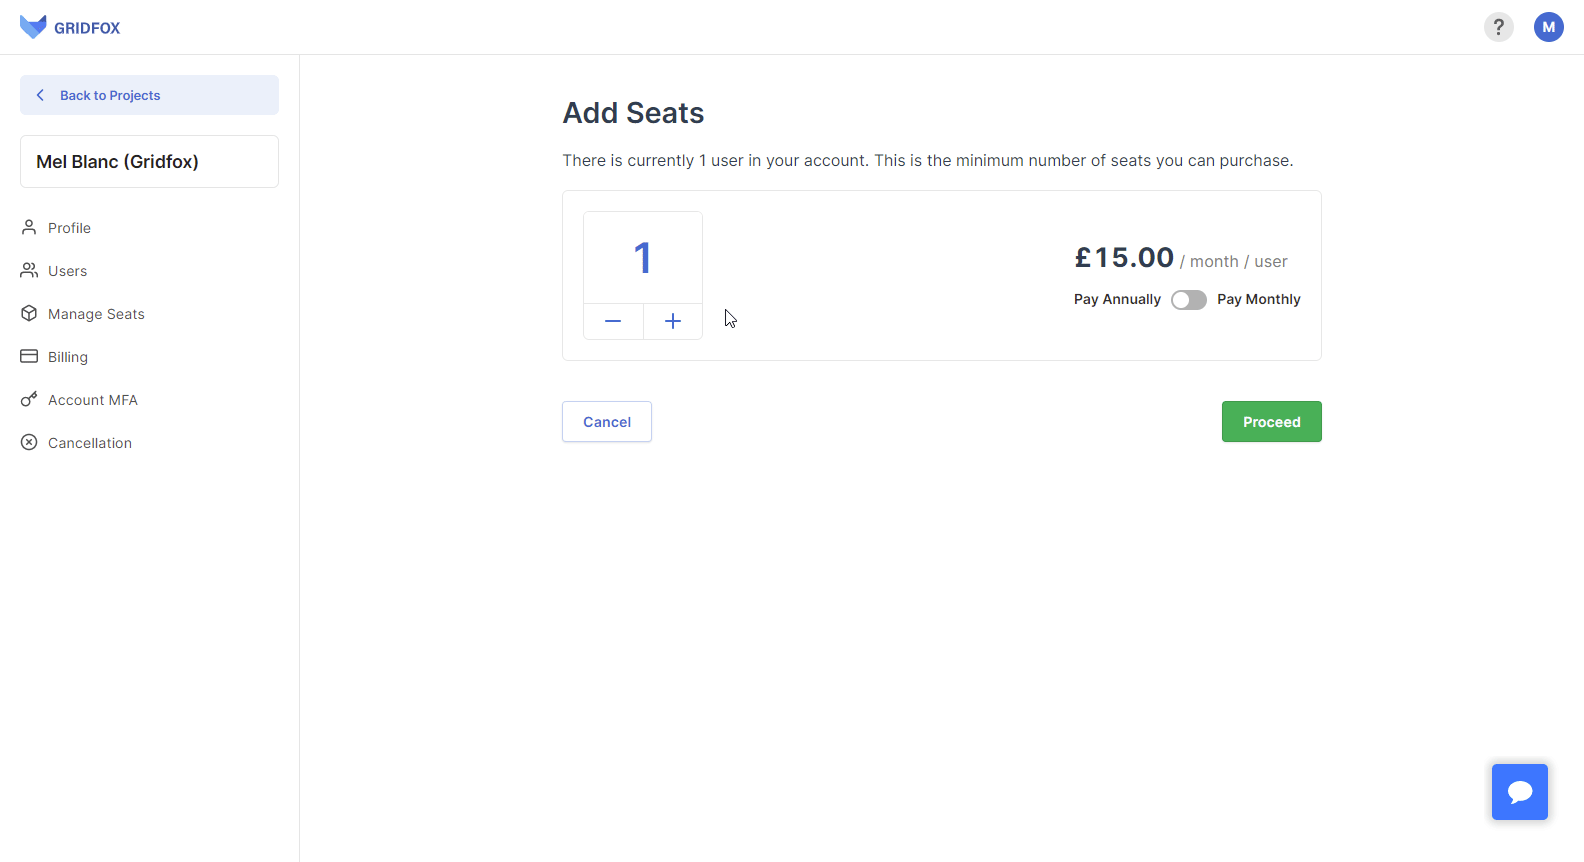 GRIDFOX
?
M
Back to Projects
Mel Blanc (Gridfox)
Profile
Users
Manage Seats
Billing
Account MFA
Cancellation
Add Seats
There is currently 1 user in your account. This is the minimum number of seats you can purchase.
1
£15.00 / month / user
Pay Annually Pay Monthly
Cancel
Proceed